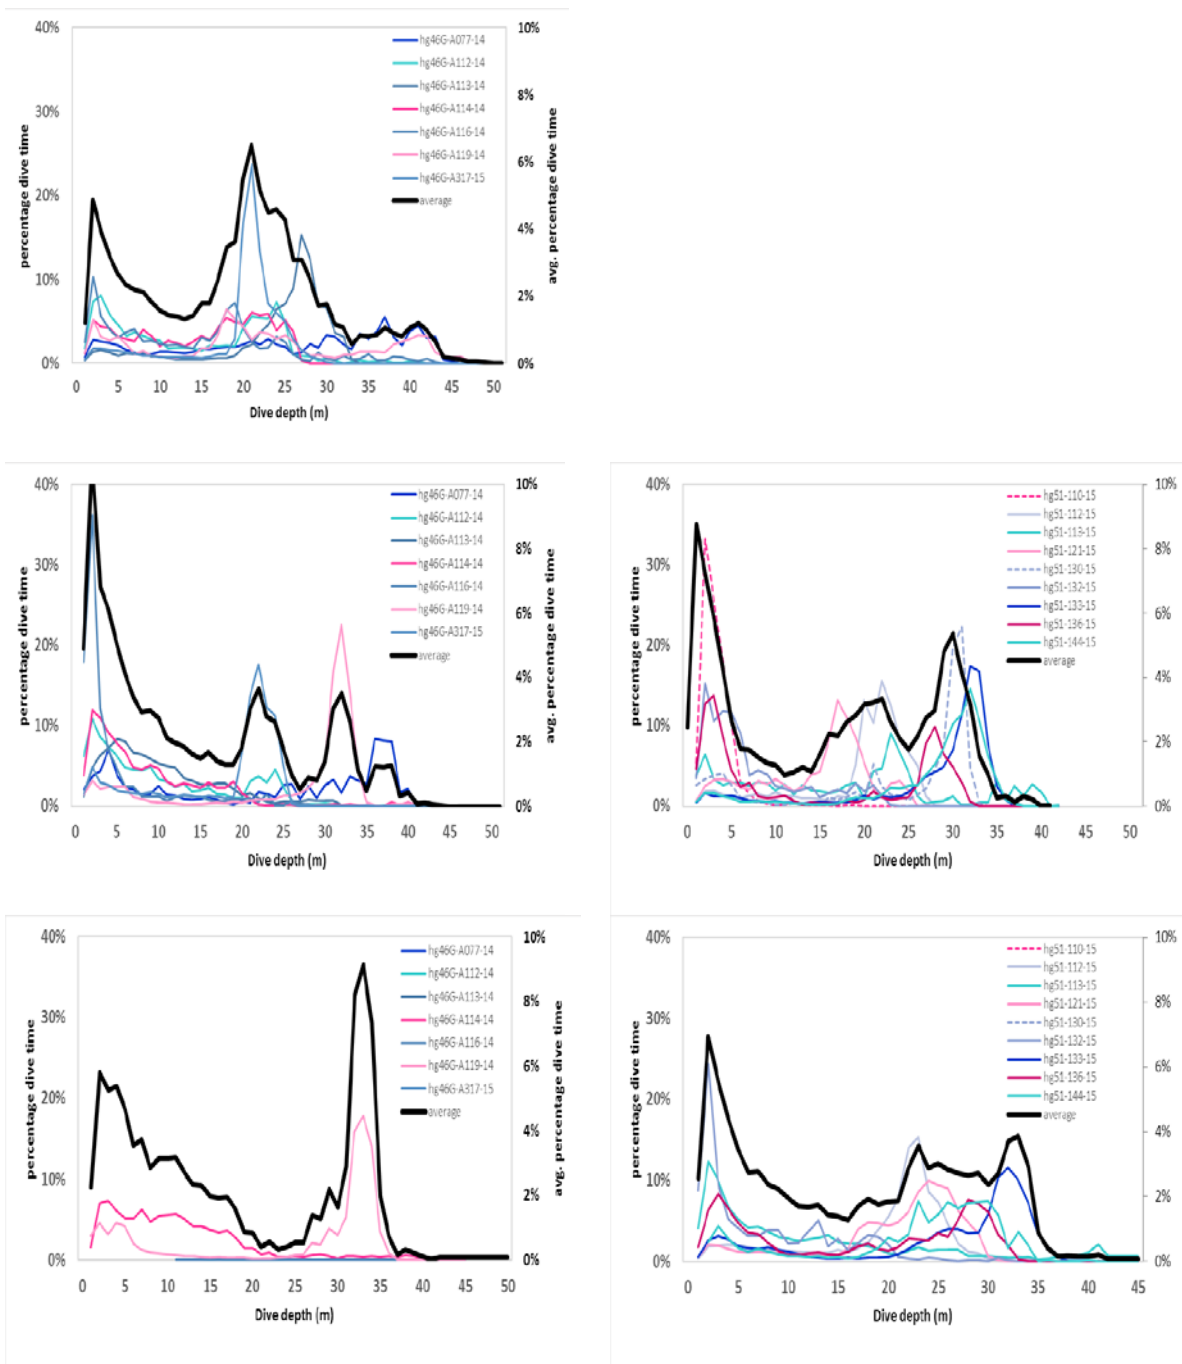 40%
30%
20%
10%
0%
percentage dive time
10%
8%
6%
4%
2%
0%
avg. percentage dive time
hg46G-A077-14
hg46G-A112-14
hg46G-A113-14
hg46G-A114-14
hg46G-A116-14
hg46G-A119-14
hg46G-A317-15
average
0 5 10 15 20 25 30 35 40 45 50
Dive depth (m)
40%
30%
20%
10%
0%
percentage dive time
10%
8%
6%
4%
2%
0%
avg. percentage dive time
hg46G-A077-14
hg46G-A112-14
hg46G-A113-14
hg46G-A114-14
hg46G-A116-14
hg46G-A119-14
hg46G-A317-15
average
0 5 10 15 20 25 30 35 40 45 50
Dive depth (m)
40%
30%
20%
10%
0%
percentage dive time
10%
8%
6%
4%
2%
0%
hg51-110-15
hg51-112-15
hg51-113-15
hg51-121-15
hg51-130-15
hg51-132-15
hg51-133-15
hg51-136-15
hg51-144-15
average
0 5 10 15 20 25 30 35 40 45 50
Dive depth (m)
40%
30%
20%
10%
0%
percentage dive time
10%
8%
6%
4%
2%
0%
avg. percentage dive time
hg46G-A077-14
hg46G-A112-14
hg46G-A113-14
hg46G-A114-14
hg46G-A116-14
hg46G-A119-14
hg46G-A317-15
average
0 5 10 15 20 25 30 35 40 45 50
Dive depth (m)
40%
30%
20%
10%
0%
percentage dive time
10%
8%
6%
4%
2%
0%
hg51-110-15
hg51-112-15
hg51-113-15
hg51-121-15
hg51-130-15
hg51-132-15
hg51-133-15
hg51-136-15
hg51-144-15
average
0 5 10 15 20 25 30 35 40 45
Dive depth (m)